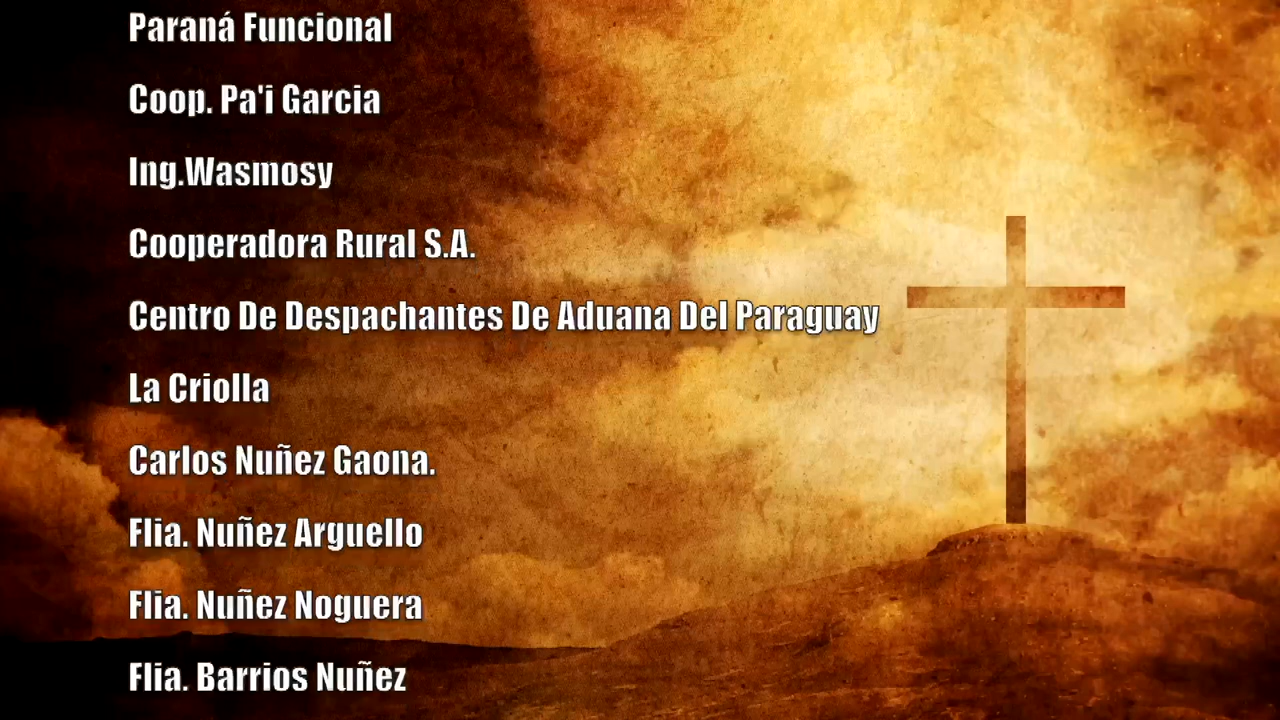 Paraná Funcional
Coop. Pa'i Garcia
Ing.Wasmosy
Cooperadora Rural S.A.
Centro De Despachantes De Aduana Del Paraguay
La Criolla
Carlos Nuñez Gaona.
Flia. Nuñez Arguello
Flia. Nuñez Noguera
Flia. Barrios Nuñez